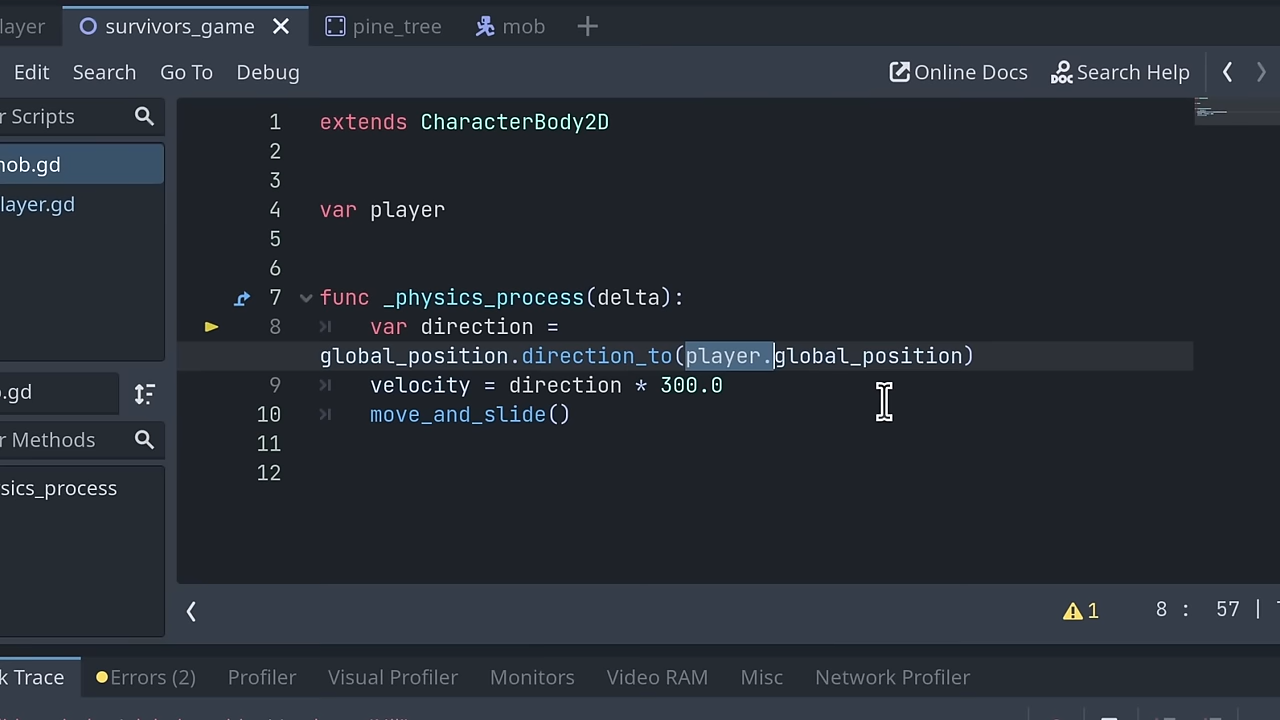 layer survivors_game pine_tree mob
Edit Search Go To Debug Online Docs Search Help
r Scripts
nob.gd
layer.gd
o.gd
r Methods
sics_process
1 extends CharacterBody2D
2
3
4 var player
5
6
7 func _physics_process(delta):
8 var direction =
global_position.direction_to(player.global_position)
9 velocity = direction * 300.0
10 move_and_slide()
11
12
1 8 : 57 |
k Trace Errors (2) Profiler Visual Profiler Monitors Video RAM Misc Network Profiler